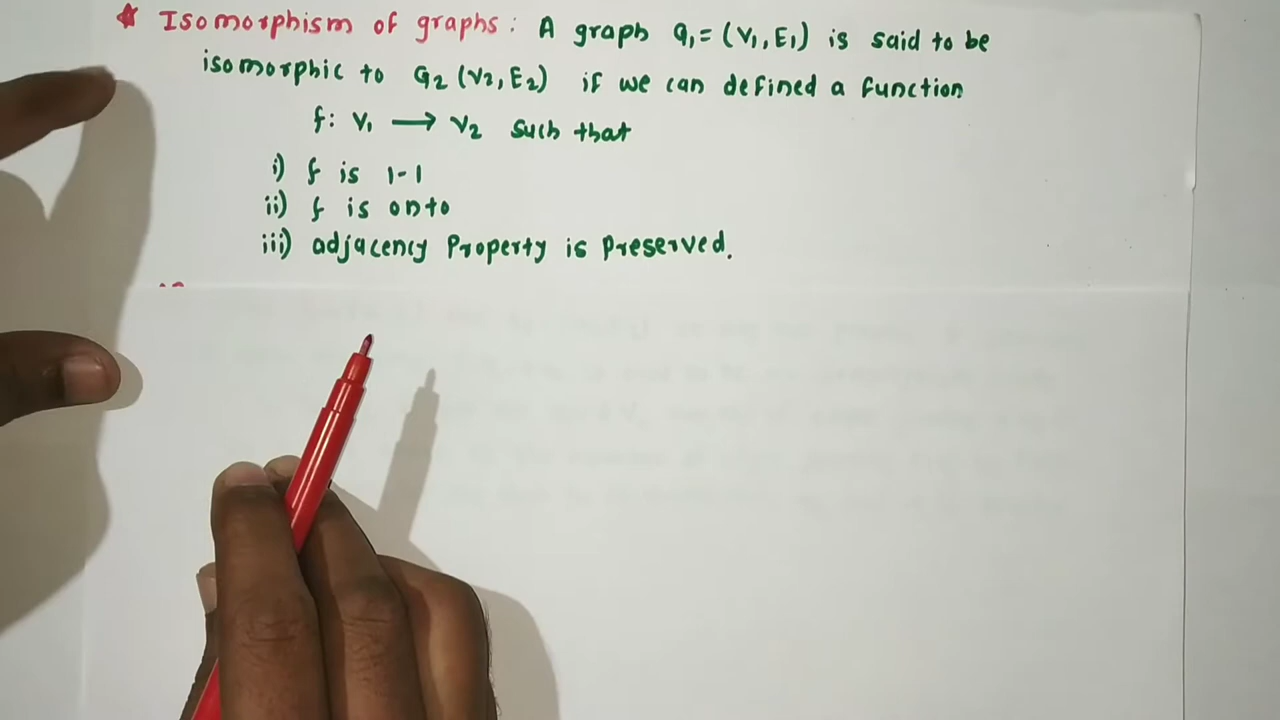 * Isomorphism of graphs: A graph G₁ = (V₁, E₁) is said to be
isomorphic to G₂ (V₂, E₂) if we can defined a function
f: V₁ → V₂ such that
i) f is 1-1
ii) f is onto
iii) adjacency Property is Preserved.